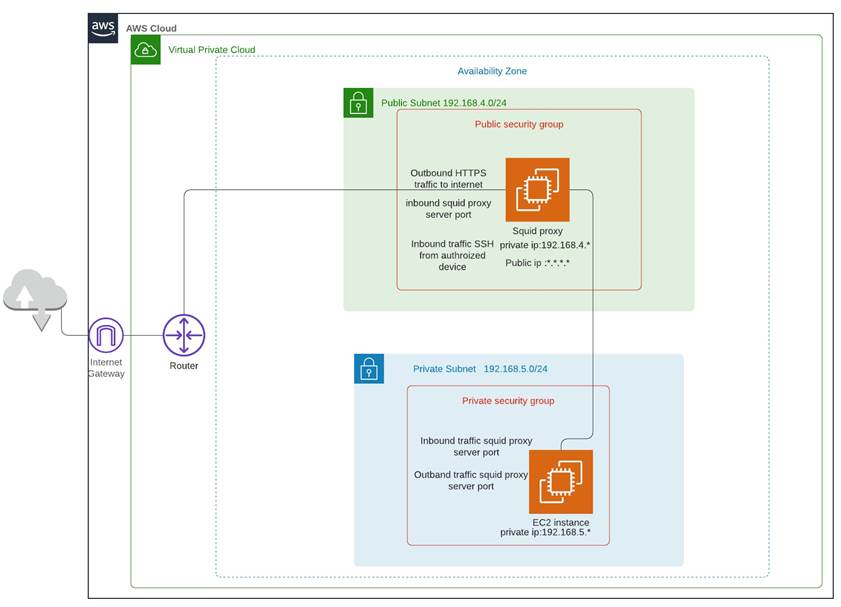 aws
AWS Cloud
Virtual Private Cloud
Availability Zone
Public Subnet 192.168.4.0/24
Public security group
Outbound HTTPS
traffic to internet
inbound squid proxy
server port
Inbound traffic SSH
from authroized
device
Squid proxy
private ip:192.168.4.*
Public ip :*.*.*.*
Internet
Gateway
Router
Private Subnet 192.168.5.0/24
Private security group
Inbound traffic squid proxy
server port
Outband traffic squid proxy
server port
EC2 instance
private ip:192.168.5.*